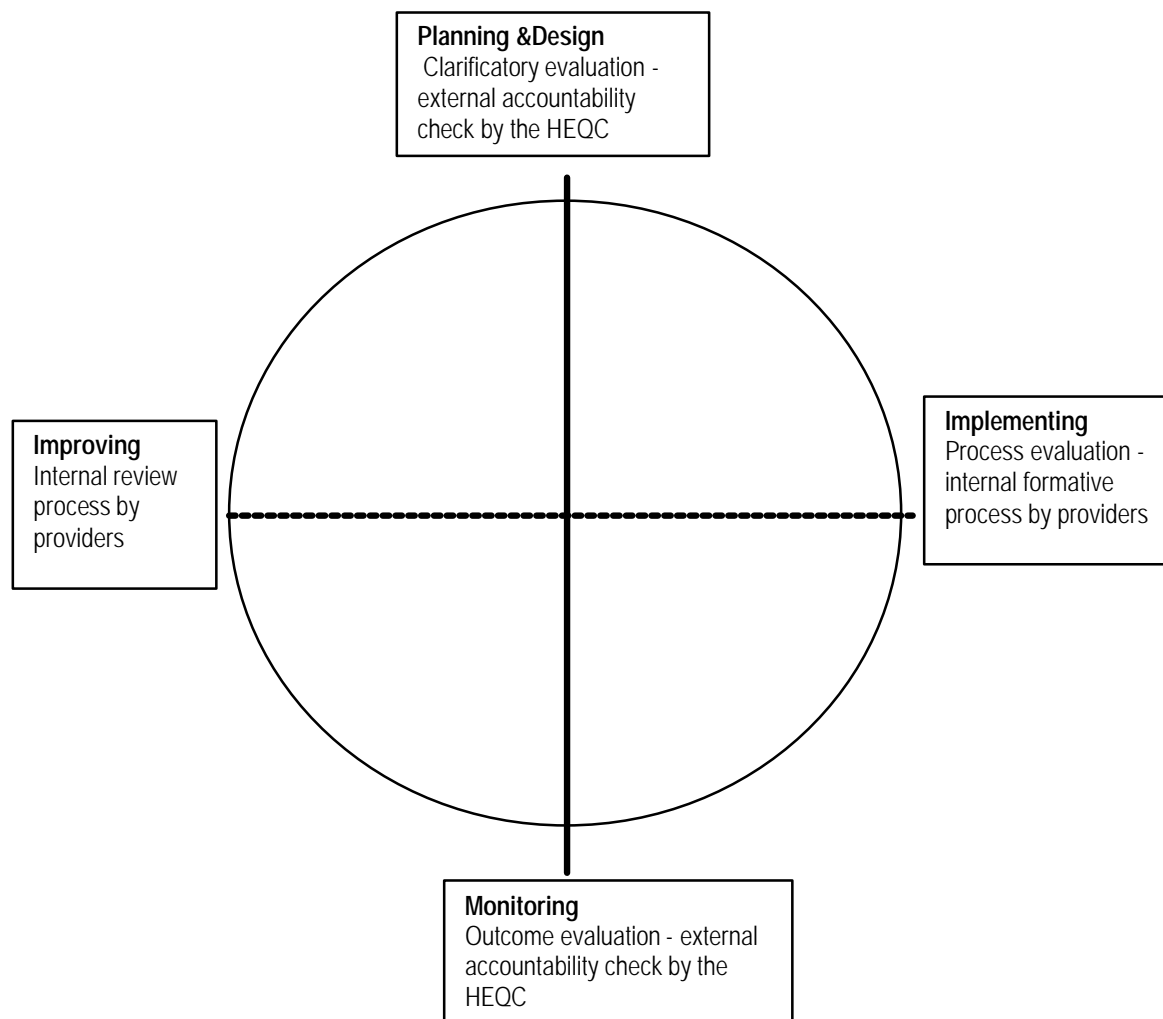 Planning &Design
Clarificatory evaluation -
external accountability
check by the HEQC
Improving
Internal review
process by
providers
Implementing
Process evaluation -
internal formative
process by providers
Monitoring
Outcome evaluation - external
accountability check by the
HEQC